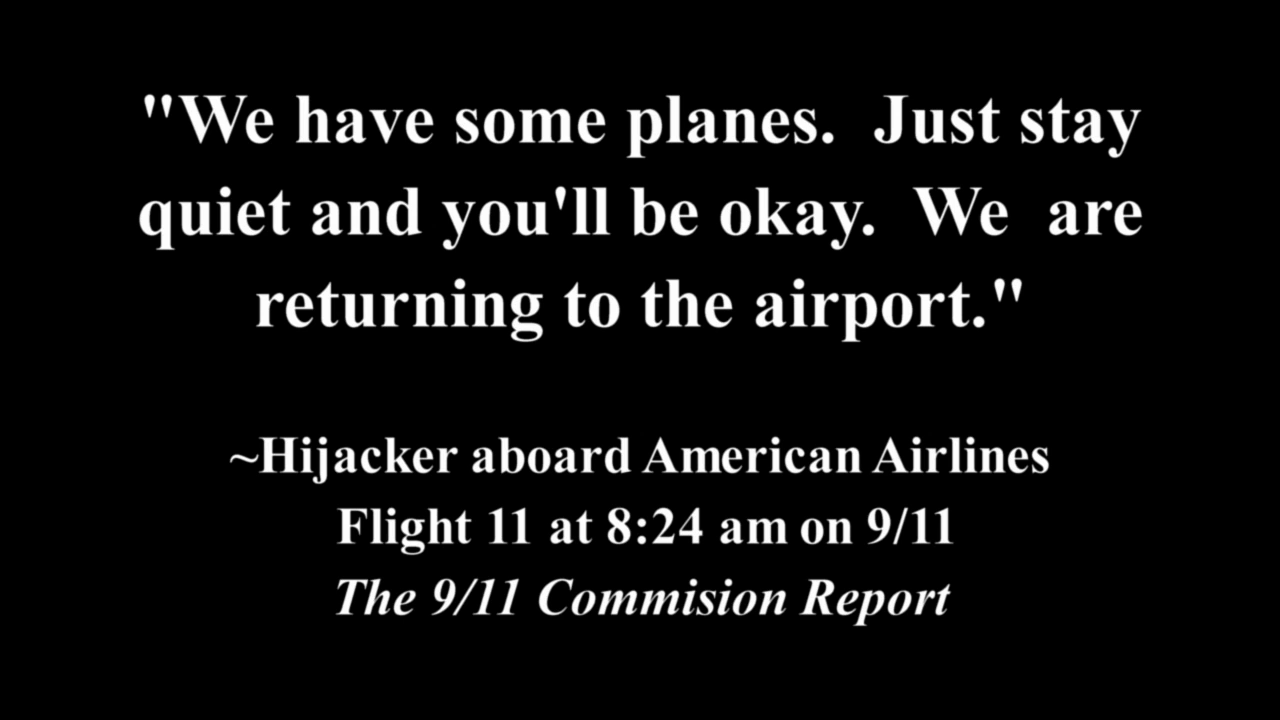 "We have some planes.  Just stay
quiet and you'll be okay.  We  are
returning to the airport."
~Hijacker aboard American Airlines
Flight 11 at 8:24 am on 9/11
The 9/11 Commision Report